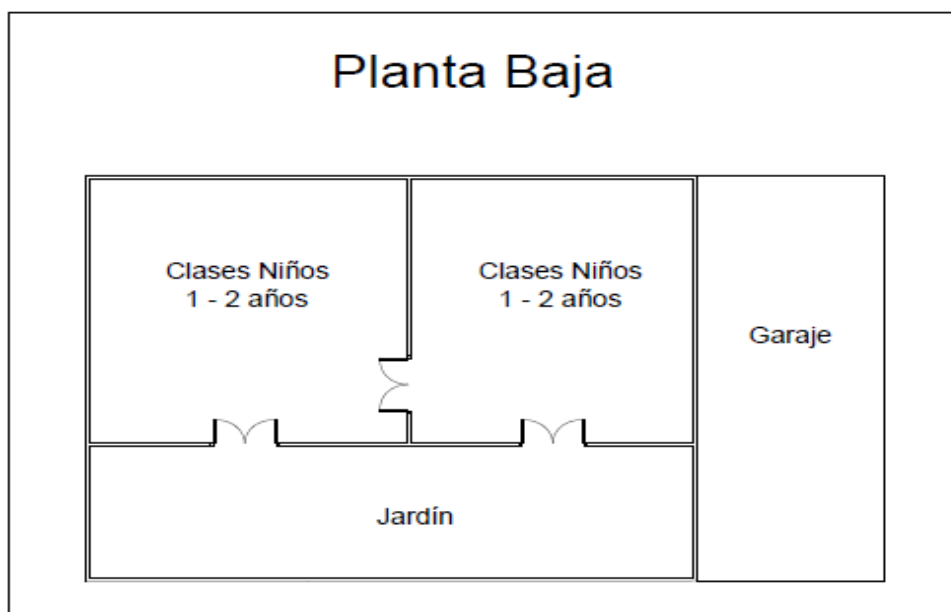 Planta Baja
Clases Niños
1 - 2 años
Clases Niños
1 - 2 años
Garaje
Jardín